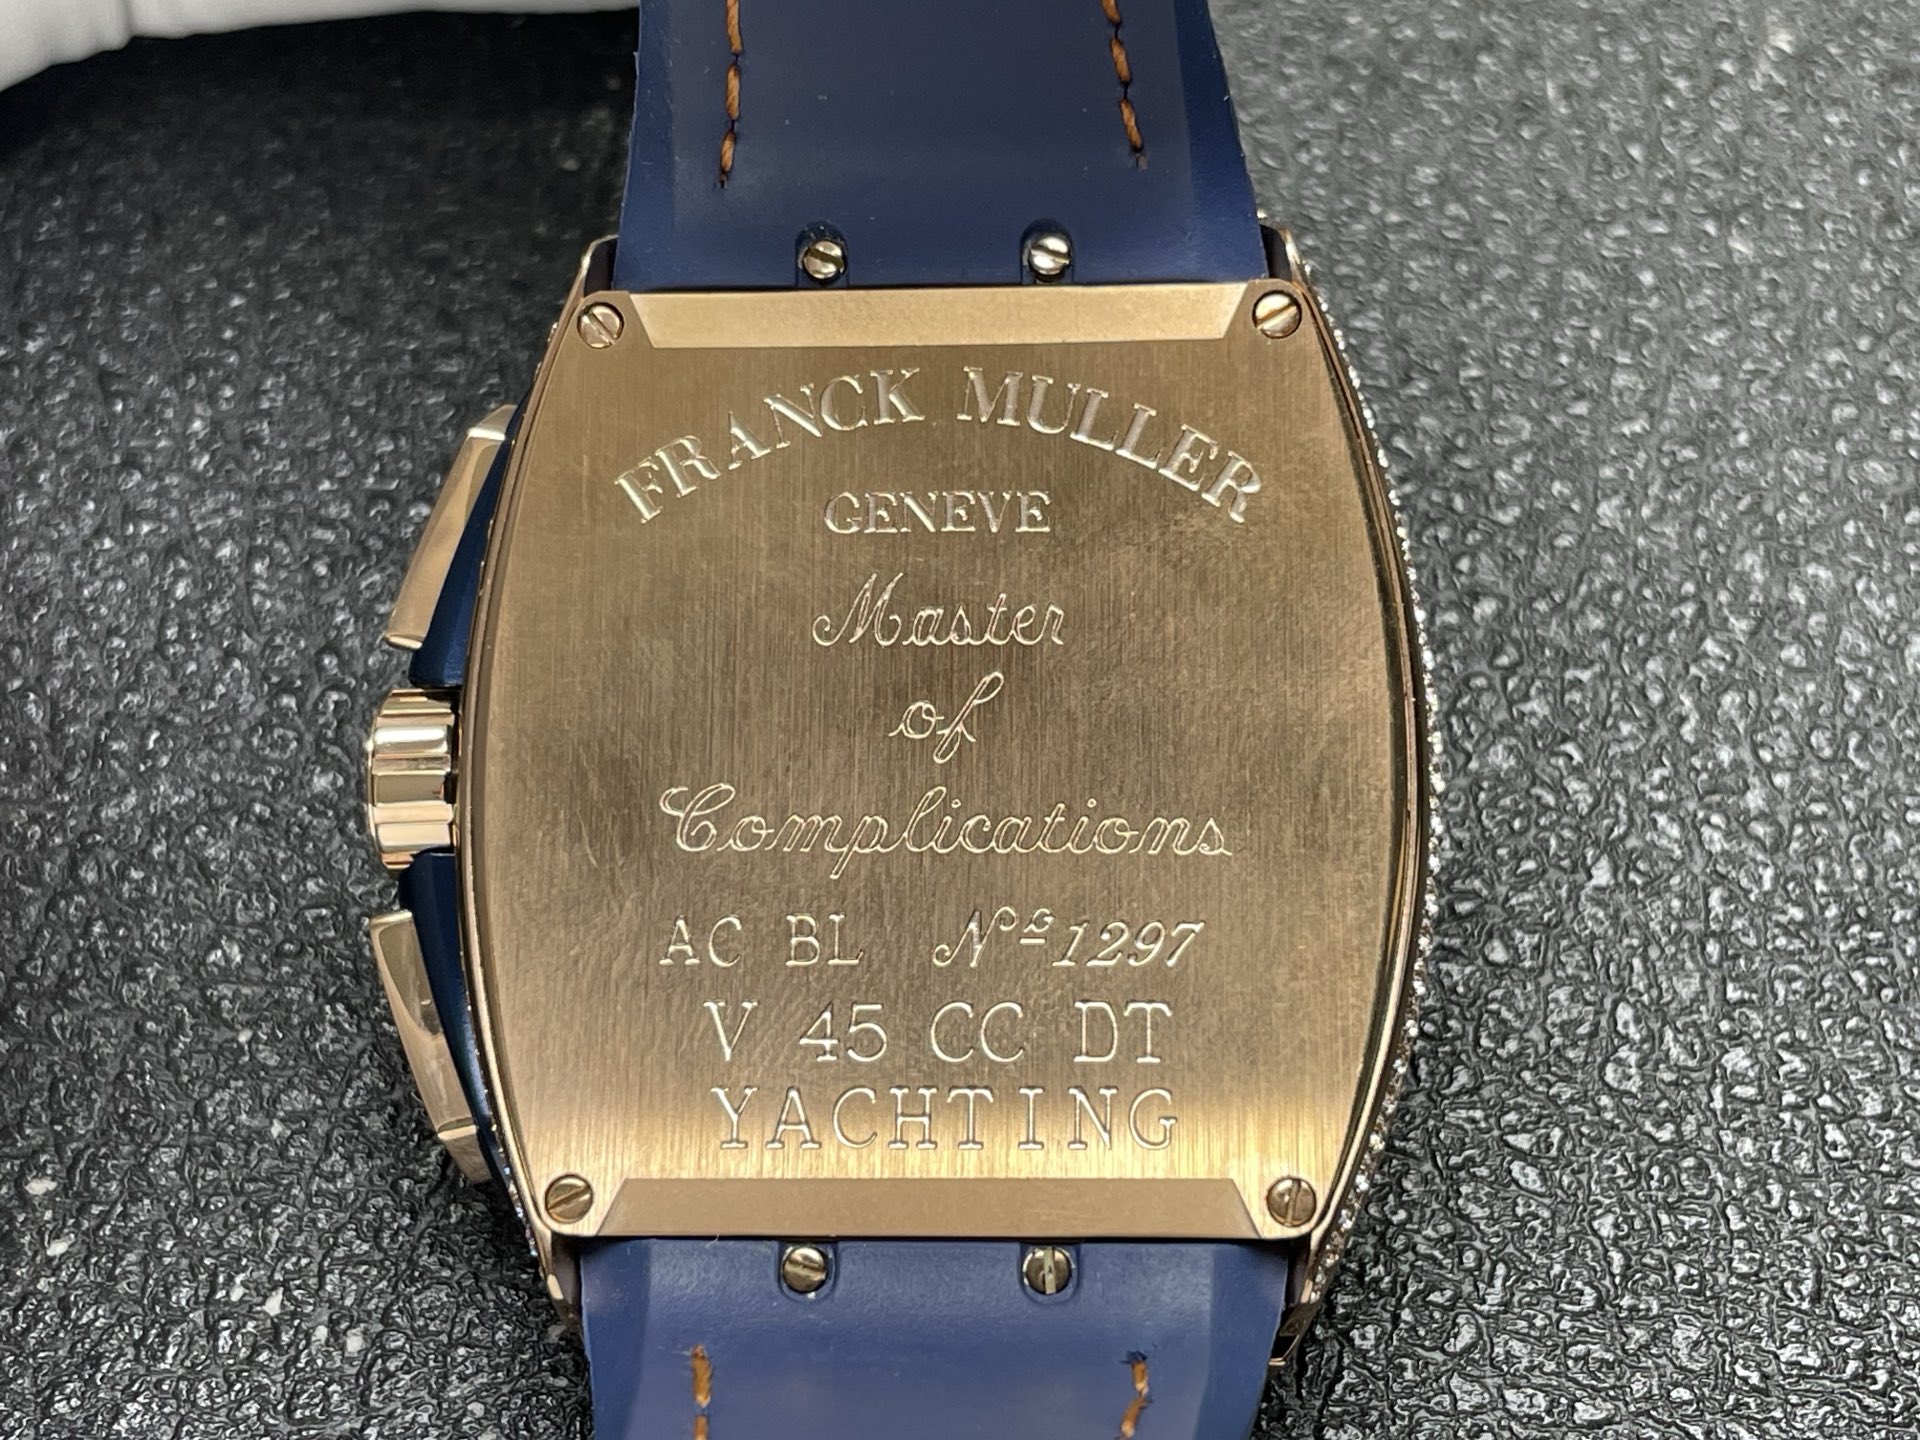 FRANCK MULLER
GENEVE
Master
of
Complications
AC BL Nº 1297
V 45 CC DT
YACHTING